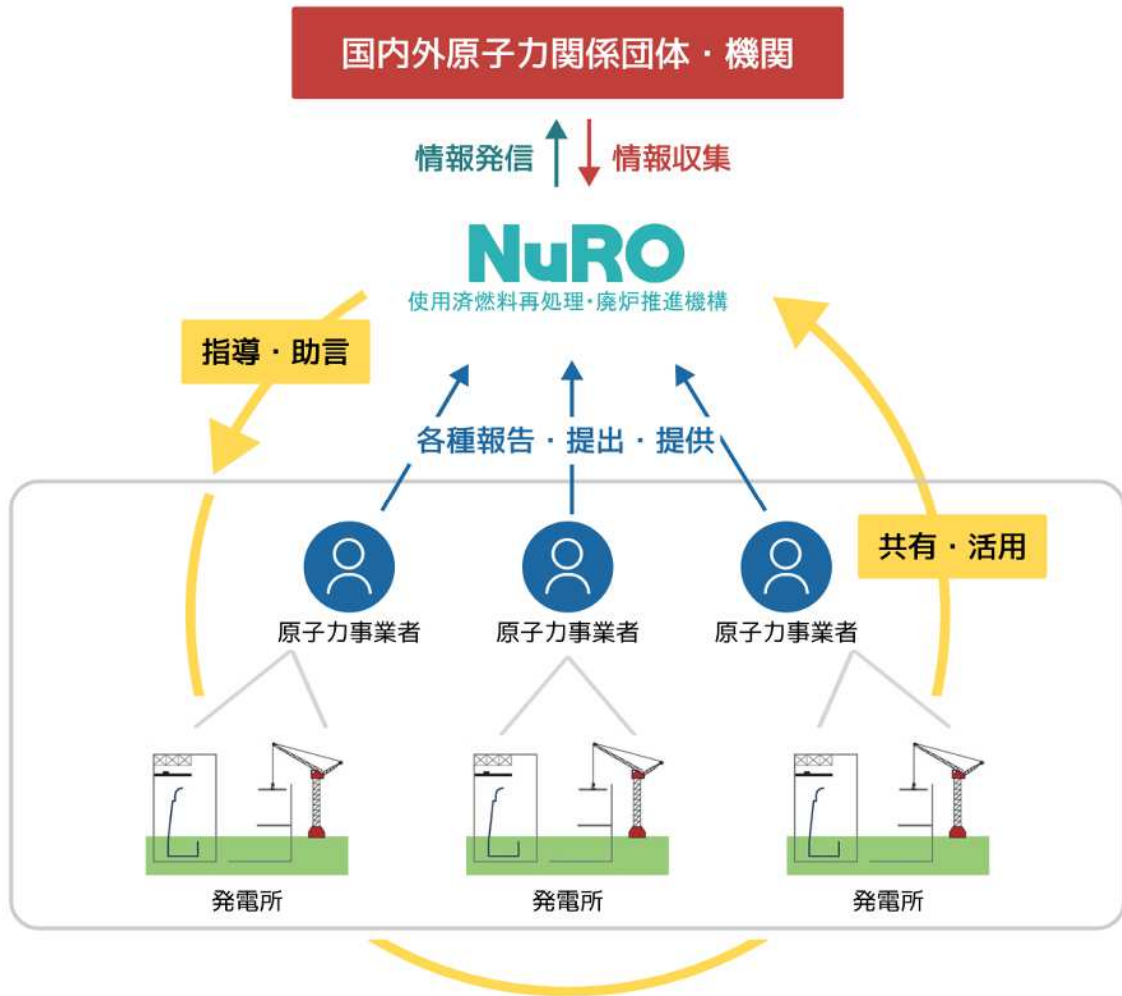 国内外原子力関係団体・機関
情報発信
情報収集
NuRO
使用済燃料再処理・廃炉推進機構
指導・助言
各種報告・提出・提供
共有・活用
原子力事業者
原子力事業者
原子力事業者
発電所
発電所
発電所